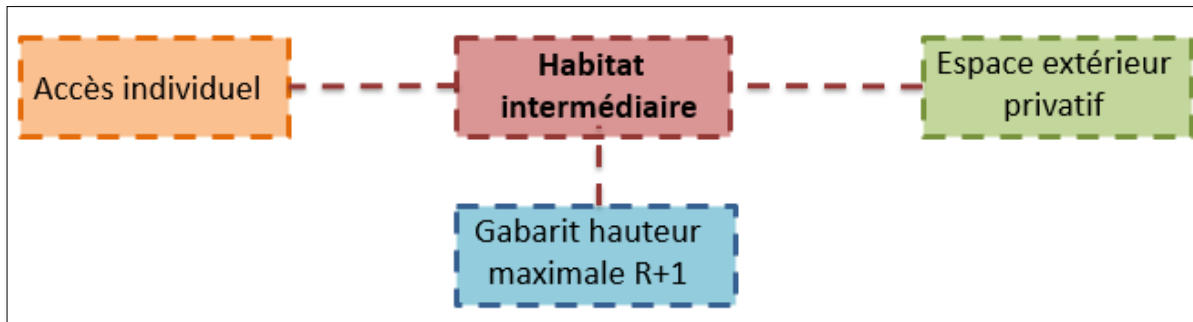 Accès individuel
Habitat
intermédiaire
Espace extérieur
privatif
Gabarit hauteur
maximale R+1